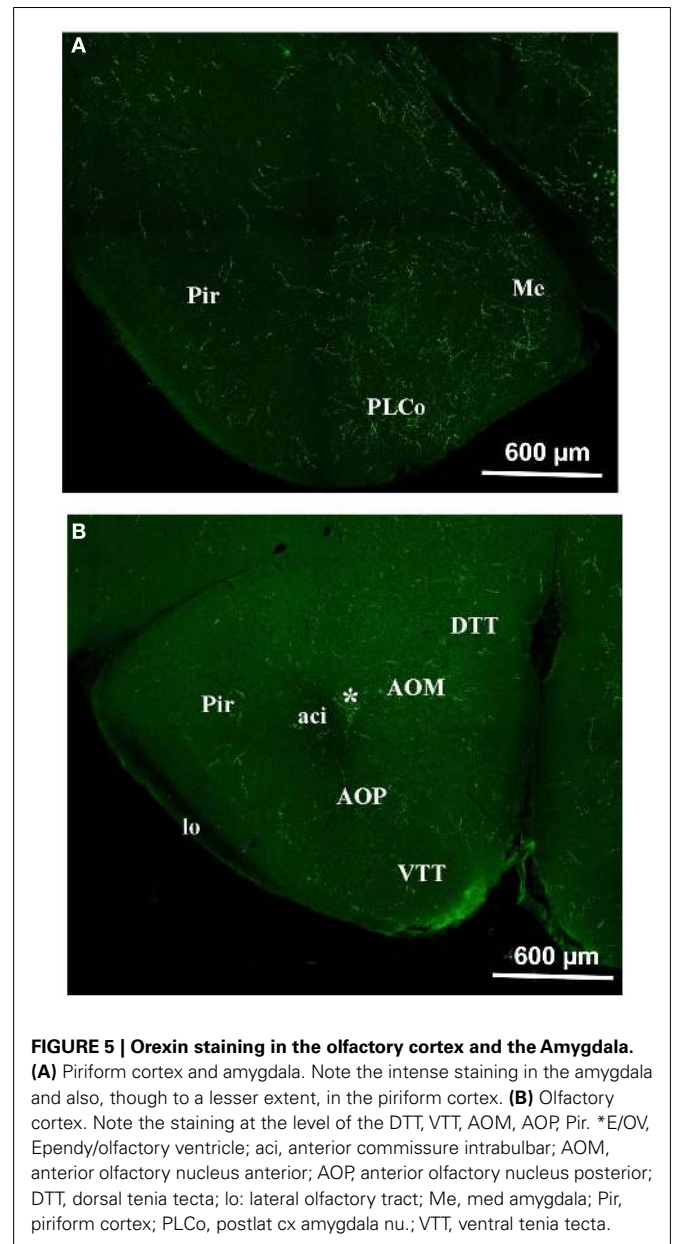 A
Pir
Me
PLCo
600 µm
B
DTT
AOM
*
Pir
aci
AOP
lo
VTT
600 µm
FIGURE 5 | Orexin staining in the olfactory cortex and the Amygdala.
(A) Piriform cortex and amygdala. Note the intense staining in the amygdala
and also, though to a lesser extent, in the piriform cortex. (B) Olfactory
cortex. Note the staining at the level of the DTT, VTT, AOM, AOP, Pir. *E/OV,
Ependy/olfactory ventricle; aci, anterior commissure intrabulbar; AOM,
anterior olfactory nucleus anterior; AOP, anterior olfactory nucleus posterior;
DTT, dorsal tenia tecta; lo: lateral olfactory tract; Me, med amygdala; Pir,
piriform cortex; PLCo, postlat cx amygdala nu.; VTT, ventral tenia tecta.